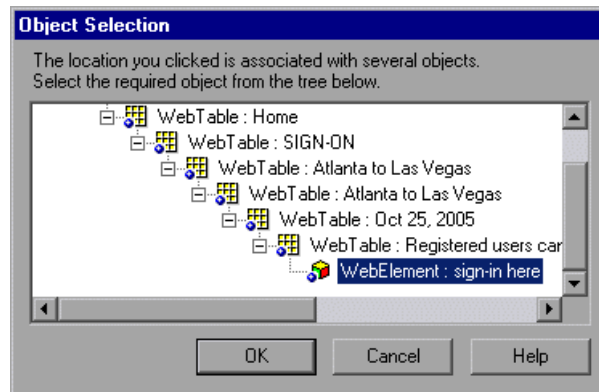 Object Selection
The location you clicked is associated with several objects.
Select the required object from the tree below.
WebTable : Home
WebTable : SIGN-ON
WebTable : Atlanta to Las Vegas
WebTable : Atlanta to Las Vegas
WebTable : Oct 25, 2005
WebTable : Registered users can
WebElement : sign-in here
OK Cancel Help